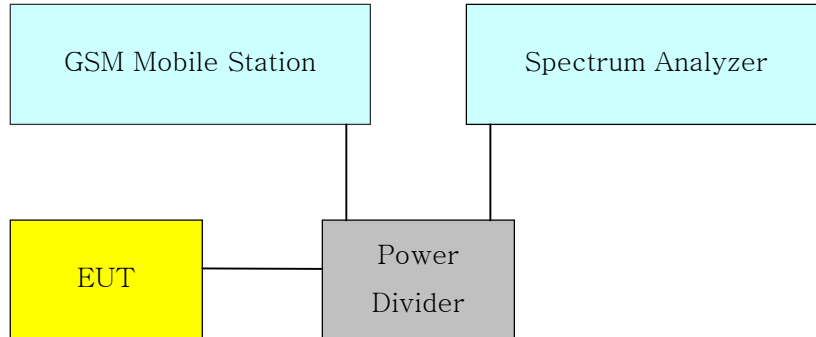 GSM Mobile Station
Spectrum Analyzer
EUT
Power
Divider